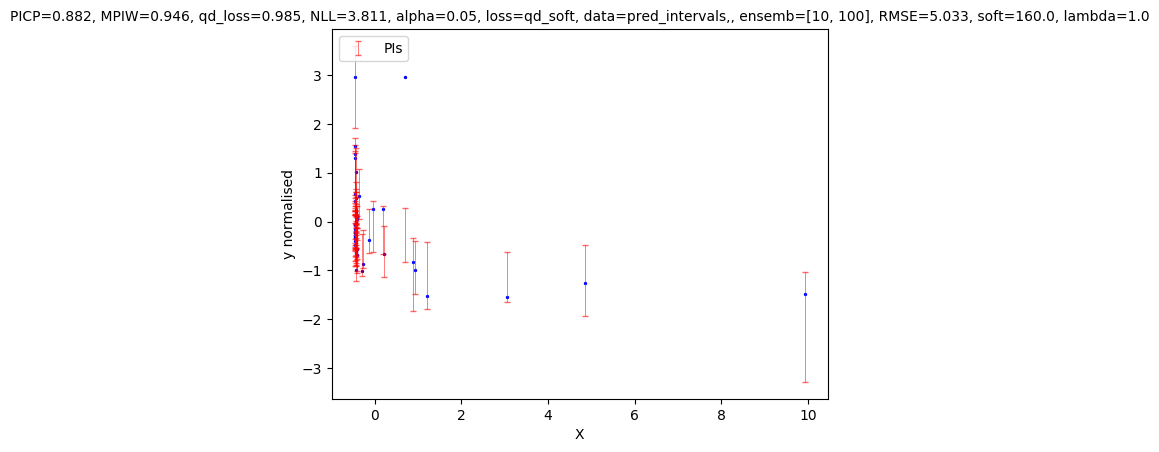 PICP=0.882, MPIW=0.946, qd_loss=0.985, NLL=3.811, alpha=0.05, loss=qd_soft, data=pred_intervals,, ensemb=[10, 100], RMSE=5.033, soft=160.0, lambda=1.0
PIs
3
2
1
0
−1
−2
−3
y normalised
0 2 4 6 8 10
X